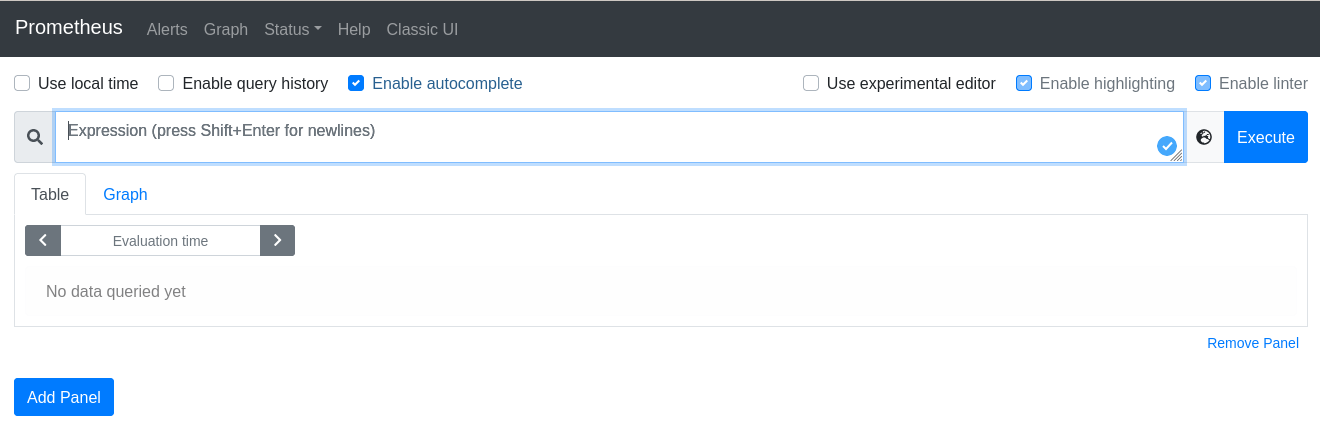 Prometheus Alerts Graph Status Help Classic UI
Use local time Enable query history Enable autocomplete Use experimental editor Enable highlighting Enable linter
Expression (press Shift+Enter for newlines) Execute
Table Graph
Evaluation time
No data queried yet
Remove Panel
Add Panel